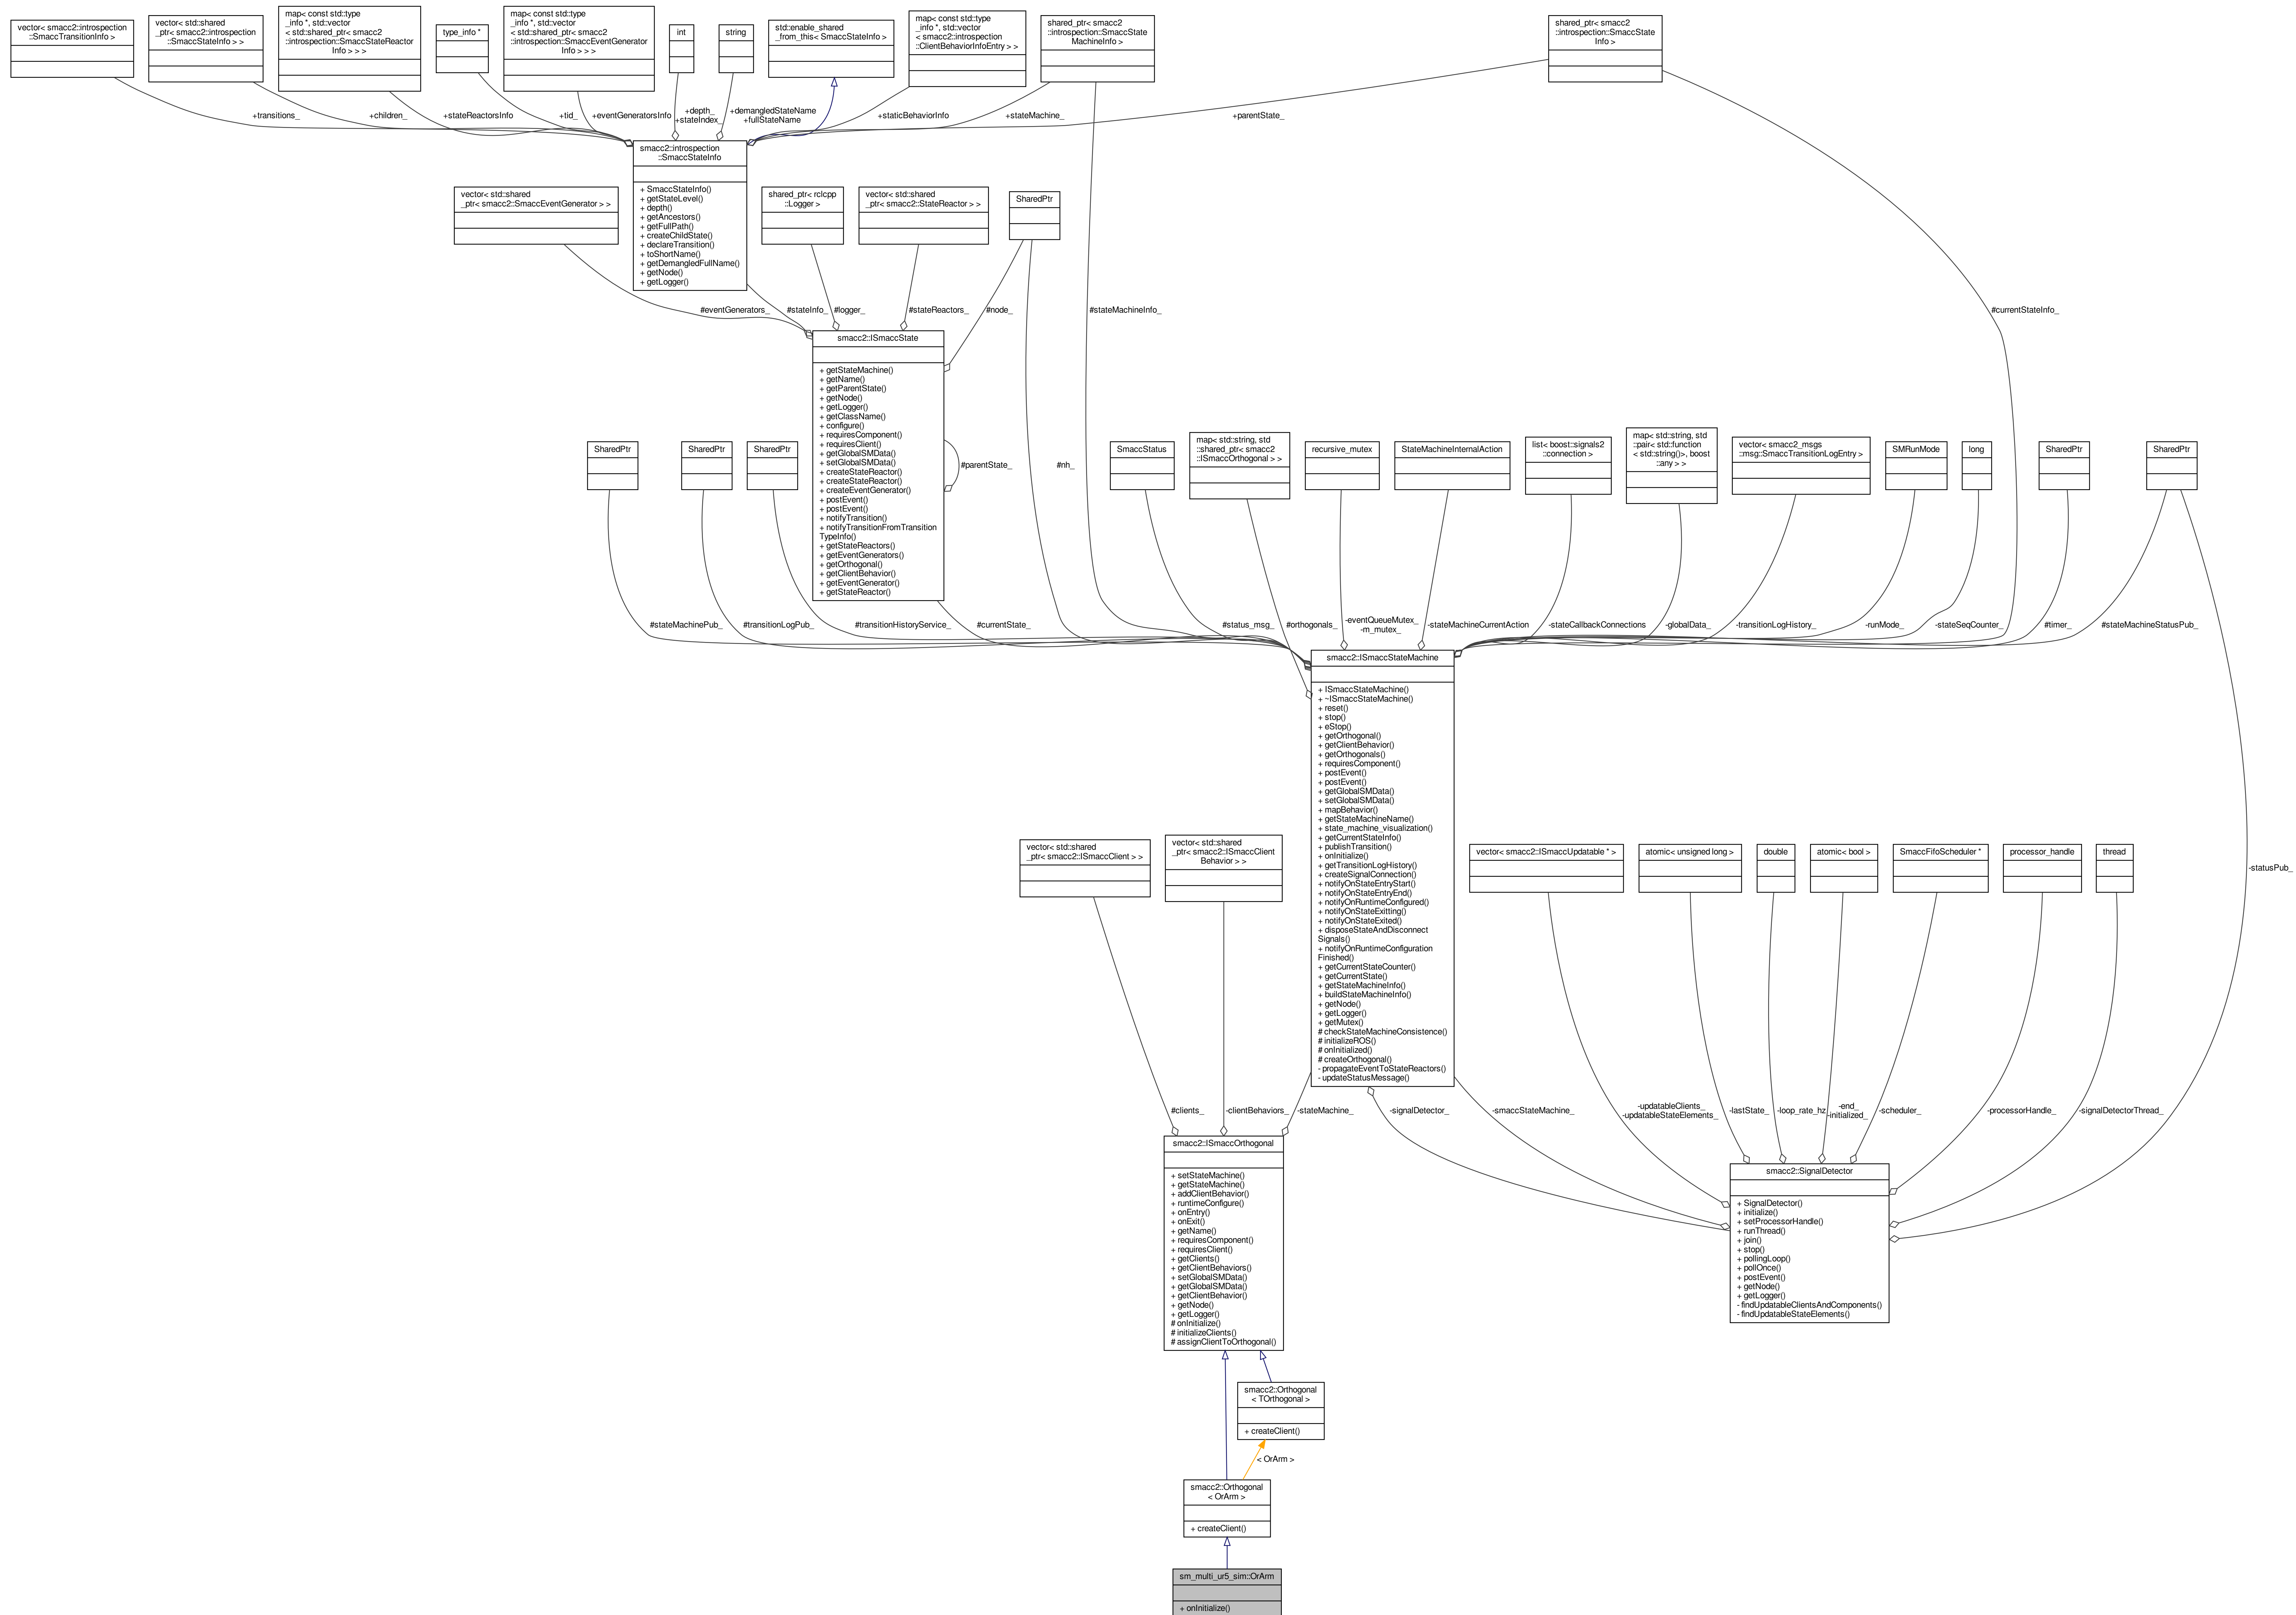 vector< smacc2::introspection
::SmaccTransitionInfo >
vector< std::shared
_ptr< smacc2::introspection
::SmaccStateInfo > >
map< const std::type
_info *, std::vector
< std::shared_ptr< smacc2
::introspection::SmaccStateReactor
Info > > >
type_info *
map< const std::type
_info *, std::vector
< std::shared_ptr< smacc2
::introspection::SmaccEventGenerator
Info > > >
int
string
std::enable_shared
_from_this< SmaccStateInfo >
map< const std::type
_info *, std::vector
< smacc2::introspection
::ClientBehaviorInfoEntry > >
shared_ptr< smacc2
::introspection::SmaccState
MachineInfo >
shared_ptr< smacc2
::introspection::SmaccState
Info >
+transitions_
+children_
+stateReactorsInfo
+tid_
+eventGeneratorsInfo
+depth_
+stateIndex_
+demangledStateName
+fullStateName
+staticBehaviorInfo
+stateMachine_
+parentState_
smacc2::introspection
::SmaccStateInfo
+ SmaccStateInfo()
+ getStateLevel()
+ depth()
+ getAncestors()
+ getFullPath()
+ createChildState()
+ declareTransition()
+ toShortName()
+ getDemangledFullName()
+ getNode()
+ getLogger()
vector< std::shared
_ptr< smacc2::SmaccEventGenerator > >
shared_ptr< rclcpp
::Logger >
vector< std::shared
_ptr< smacc2::StateReactor > >
SharedPtr
#eventGenerators_
#stateInfo_
#logger_
#stateReactors_
#node_
#stateMachineInfo_
#currentStateInfo_
smacc2::ISmaccState
+ getStateMachine()
+ getName()
+ getParentState()
+ getNode()
+ getLogger()
+ getClassName()
+ configure()
+ requiresComponent()
+ requiresClient()
+ getGlobalSMData()
+ setGlobalSMData()
+ createStateReactor()
+ createStateReactor()
+ createEventGenerator()
+ postEvent()
+ postEvent()
+ notifyTransition()
+ notifyTransitionFromTransition
TypeInfo()
+ getStateReactors()
+ getEventGenerators()
+ getOrthogonal()
+ getClientBehavior()
+ getEventGenerator()
+ getStateReactor()
#parentState_
#nh_
SharedPtr
SharedPtr
SharedPtr
SmaccStatus
map< std::string, std
::shared_ptr< smacc2
::ISmaccOrthogonal > >
recursive_mutex
StateMachineInternalAction
list< boost::signals2
::connection >
map< std::string, std
::pair< std::function
< std::string()>, boost
::any > >
vector< smacc2_msgs
::msg::SmaccTransitionLogEntry >
SMRunMode
long
SharedPtr
SharedPtr
#stateMachinePub_
#transitionLogPub_
#transitionHistoryService_
#currentState_
#status_msg_
#orthogonals_
-eventQueueMutex_
-m_mutex_
-stateMachineCurrentAction
-stateCallbackConnections
-globalData_
-transitionLogHistory_
-runMode_
-stateSeqCounter_
#timer_
#stateMachineStatusPub_
smacc2::ISmaccStateMachine
+ ISmaccStateMachine()
+ ~ISmaccStateMachine()
+ reset()
+ stop()
+ eStop()
+ getOrthogonal()
+ getClientBehavior()
+ getOrthogonals()
+ requiresComponent()
+ postEvent()
+ postEvent()
+ getGlobalSMData()
+ setGlobalSMData()
+ mapBehavior()
+ getStateMachineName()
+ state_machine_visualization()
+ getCurrentStateInfo()
+ publishTransition()
+ onInitialize()
+ getTransitionLogHistory()
+ createSignalConnection()
+ notifyOnStateEntryStart()
+ notifyOnStateEntryEnd()
+ notifyOnRuntimeConfigured()
+ notifyOnStateExitting()
+ notifyOnStateExited()
+ disposeStateAndDisconnect
Signals()
+ notifyOnRuntimeConfiguration
Finished()
+ getCurrentStateCounter()
+ getCurrentState()
+ getStateMachineInfo()
+ buildStateMachineInfo()
+ getNode()
+ getLogger()
+ getMutex()
# checkStateMachineConsistence()
# initializeROS()
# onInitialized()
# createOrthogonal()
- propagateEventToStateReactors()
- updateStatusMessage()
vector< std::shared
_ptr< smacc2::ISmaccClient > >
vector< std::shared
_ptr< smacc2::ISmaccClient
Behavior > >
vector< smacc2::ISmaccUpdatable * >
atomic< unsigned long >
double
atomic< bool >
SmaccFifoScheduler *
processor_handle
thread
-statusPub_
#clients_
-clientBehaviors_
-stateMachine_
-signalDetector_
-smaccStateMachine_
-updatableClients_
-updatableStateElements_
-lastState_
-loop_rate_hz
-end_
-initialized_
-scheduler_
-processorHandle_
-signalDetectorThread_
smacc2::ISmaccOrthogonal
+ setStateMachine()
+ getStateMachine()
+ addClientBehavior()
+ runtimeConfigure()
+ onEntry()
+ onExit()
+ getName()
+ requiresComponent()
+ requiresClient()
+ getClients()
+ getClientBehaviors()
+ setGlobalSMData()
+ getGlobalSMData()
+ getClientBehavior()
+ getNode()
+ getLogger()
# onInitialize()
# initializeClients()
# assignClientToOrthogonal()
smacc2::SignalDetector
+ SignalDetector()
+ initialize()
+ setProcessorHandle()
+ runThread()
+ join()
+ stop()
+ pollingLoop()
+ pollOnce()
+ postEvent()
+ getNode()
+ getLogger()
- findUpdatableClientsAndComponents()
- findUpdatableStateElements()
smacc2::Orthogonal
< TOrthogonal >
+ createClient()
< OrArm >
smacc2::Orthogonal
< OrArm >
+ createClient()
sm_multi_ur5_sim::OrArm
+ onInitialize()